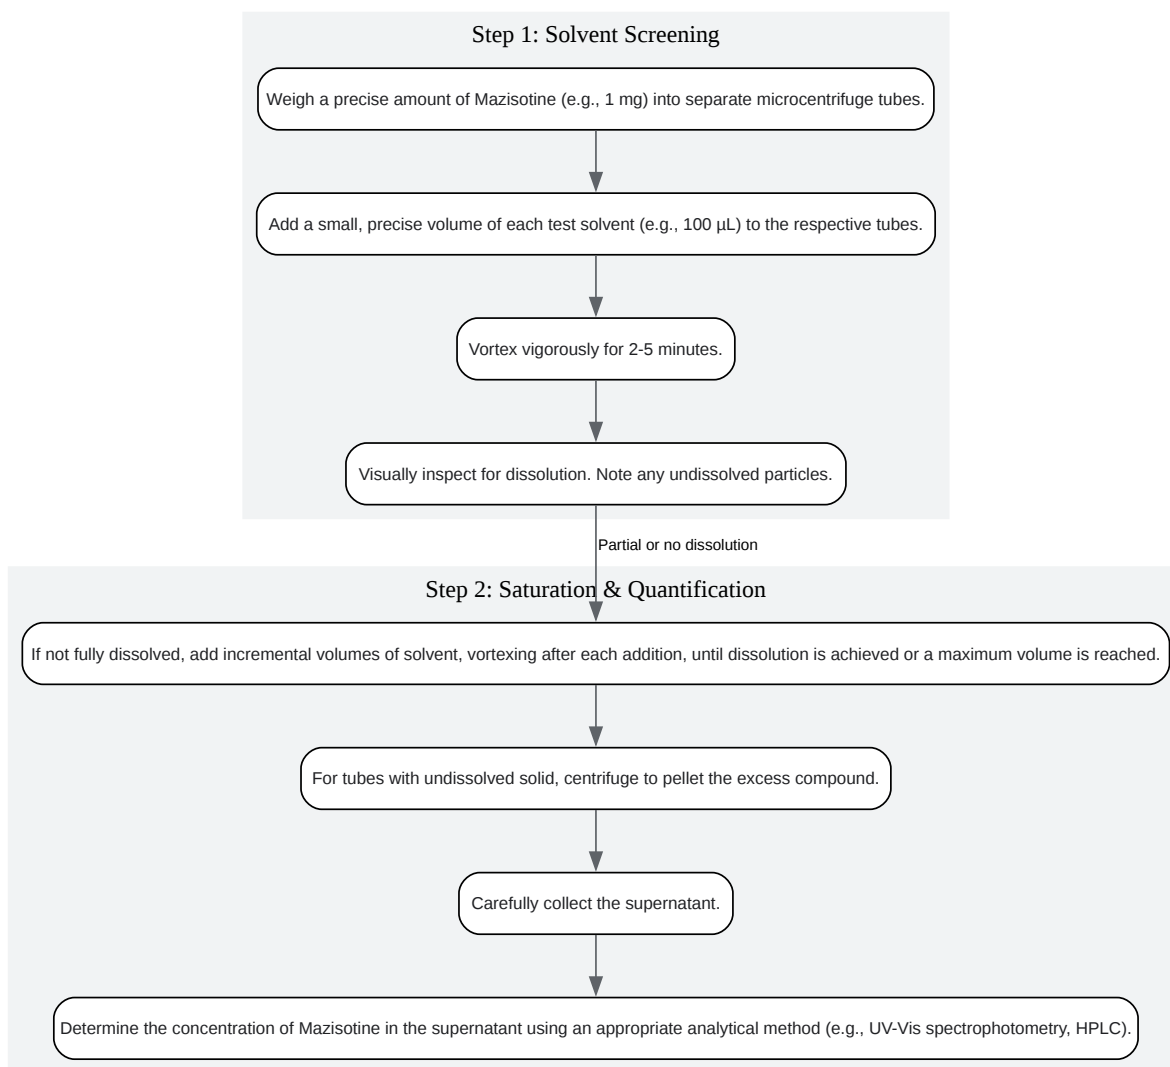 Step 1: Solvent Screening
Weigh a precise amount of Mazisotine (e.g., 1 mg) into separate microcentrifuge tubes.
Add a small, precise volume of each test solvent (e.g., 100 µL) to the respective tubes.
Vortex vigorously for 2-5 minutes.
Visually inspect for dissolution. Note any undissolved particles.
Partial or no dissolution
Step 2: Saturation & Quantification
If not fully dissolved, add incremental volumes of solvent, vortexing after each addition, until dissolution is achieved or a maximum volume is reached.
For tubes with undissolved solid, centrifuge to pellet the excess compound.
Carefully collect the supernatant.
Determine the concentration of Mazisotine in the supernatant using an appropriate analytical method (e.g., UV-Vis spectrophotometry, HPLC).